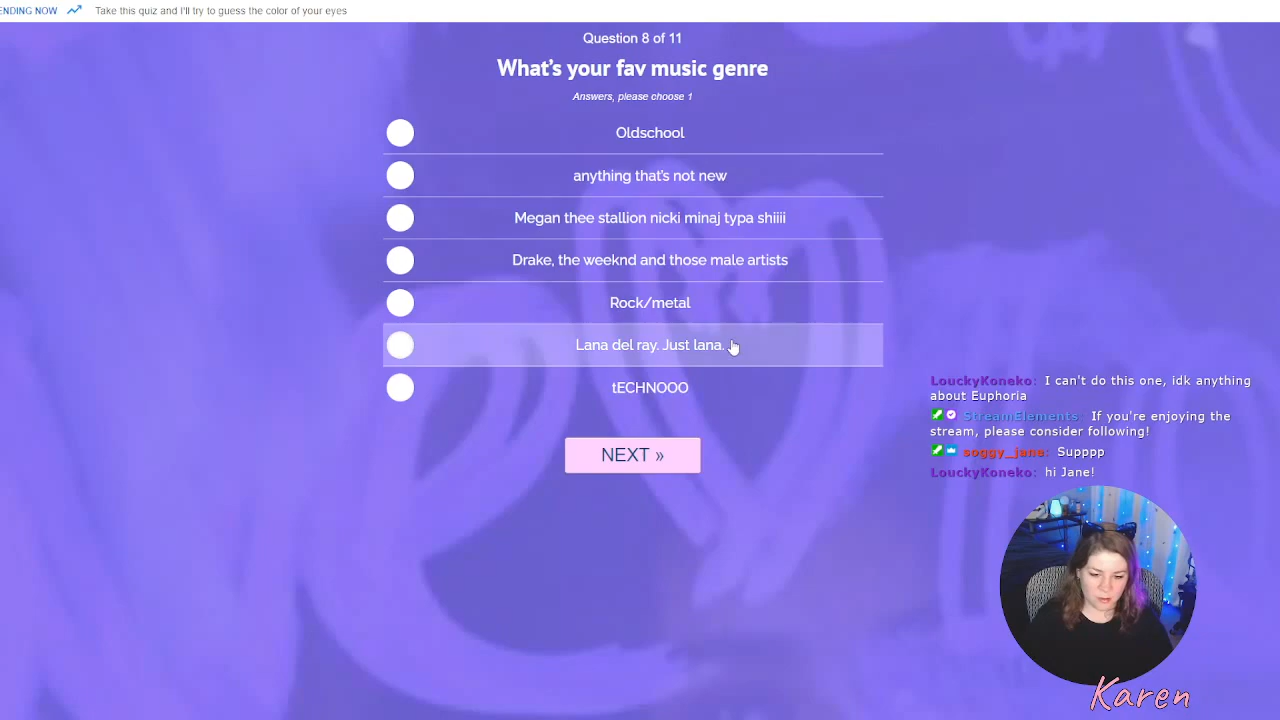 ENDING NOW Take this quiz and I'll try to guess the color of your eyes
Question 8 of 11
What's your fav music genre
Answers, please choose 1
Oldschool
anything that's not new
Megan thee stallion nicki minaj typa shiiii
Drake, the weeknd and those male artists
Rock/metal
Lana del ray. Just lana.
tECHNOOO
NEXT »
LouckyKoneko: I can't do this one, idk anything
about Euphoria
StreamElements: If you're enjoying the
stream, please consider following!
soggy_jane: Supppp
LouckyKoneko: hi Jane!
Karen